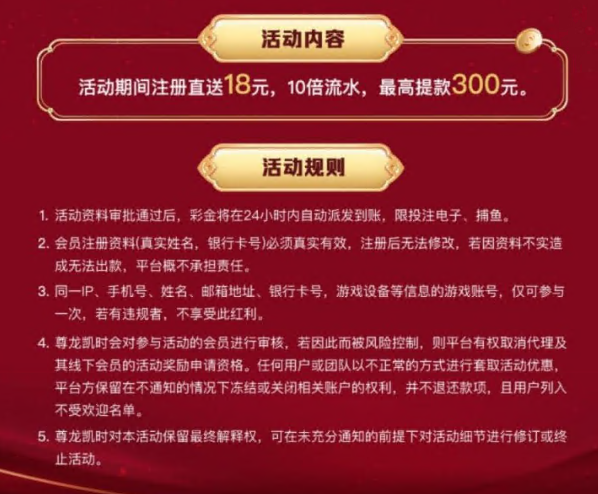 活动内容
活动期间注册直送18元，10倍流水，最高提款300元。
活动规则
1. 活动资料审批通过后，彩金将在24小时内自动派发到账，限投注电子、捕鱼。
2. 会员注册资料(真实姓名，银行卡号)必须真实有效，注册后无法修改，若因资料不实造
成无法出款，平台概不承担责任。
3. 同一IP、手机号、姓名、邮箱地址、银行卡号，游戏设备等信息的游戏账号，仅可参与
一次，若有违规者，不享受此红利。
4. 尊龙凯时会对参与活动的会员进行审核，若因此而被风险控制，则平台有权取消代理及
其线下会员的活动奖励申请资格。任何用户或团队以不正常的方式进行套取活动优惠，
平台方保留在不通知的情况下冻结或关闭相关账户的权利，并不退还款项，且用户列入
不受欢迎名单。
5. 尊龙凯时对本活动保留最终解释权，可在未充分通知的前提下对活动细节进行修订或终
止活动。